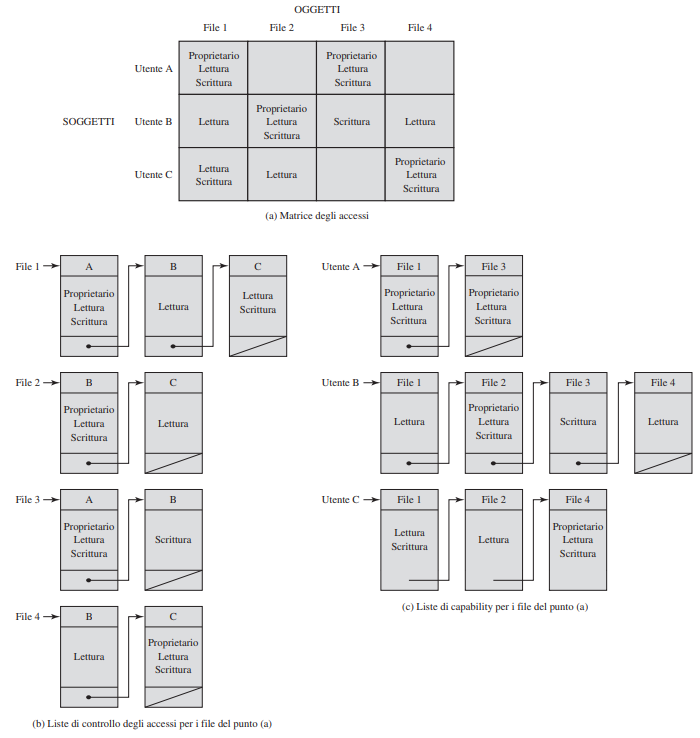 OGGETTI
File 1 File 2 File 3 File 4
Utente A
Proprietario
Lettura
Scrittura
Proprietario
Lettura
Scrittura
SOGGETTI
Utente B
Lettura
Proprietario
Lettura
Scrittura
Scrittura
Lettura
Utente C
Lettura
Scrittura
Lettura
Proprietario
Lettura
Scrittura
(a) Matrice degli accessi
File 1
A
Proprietario
Lettura
Scrittura
B
Lettura
C
Lettura
Scrittura
File 2
B
Proprietario
Lettura
Scrittura
C
Lettura
File 3
A
Proprietario
Lettura
Scrittura
B
Scrittura
File 4
B
Lettura
C
Proprietario
Lettura
Scrittura
(b) Liste di controllo degli accessi per i file del punto (a)
Utente A
File 1
Proprietario
Lettura
Scrittura
File 3
Proprietario
Lettura
Scrittura
Utente B
File 1
Lettura
File 2
Proprietario
Lettura
Scrittura
File 3
Scrittura
File 4
Lettura
Utente C
File 1
Lettura
Scrittura
File 2
Lettura
File 4
Proprietario
Lettura
Scrittura
(c) Liste di capability per i file del punto (a)